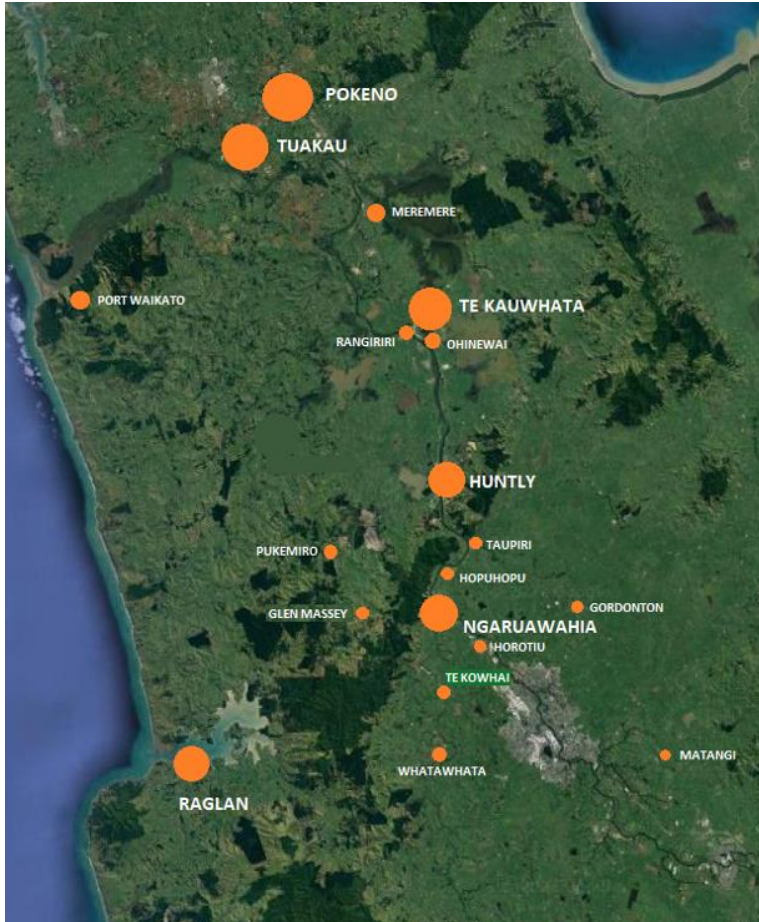 POKENO
TUAKAU
MEREMERE
PORT WAIKATO
TE KAUWHATA
RANGIRIRI
OHINEWAI
HUNTLY
TAUPIRI
PUKEMIRO
HOPUHOPU
GLEN MASSEY
GORDONTON
NGARUAWAHIA
HOROTIU
TE KOWHAI
MATANGI
WHATAWHATA
RAGLAN